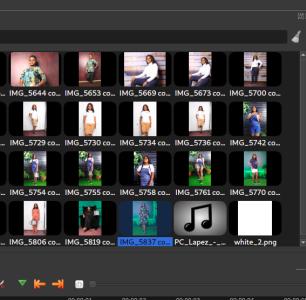 IMG_5644 co... IMG_5653 co... IMG_5669 co... IMG_5673 co... IMG_5700 co...
IMG_5729 co... IMG_5730 co... IMG_5734 co... IMG_5736 co... IMG_5742 co...
IMG_5754 co... IMG_5755 co... IMG_5758 co... IMG_5761 co... IMG_5770 co...
IMG_5806 co... IMG_5819 co... IMG_5837 co... PC_Lapez_-_... white_2.png